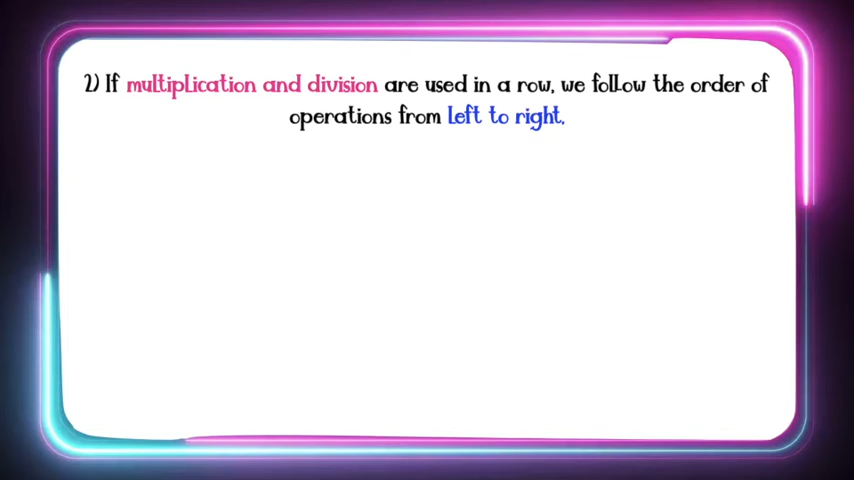 2) If multiplication and division are used in a row, we follow the order of
operations from left to right.